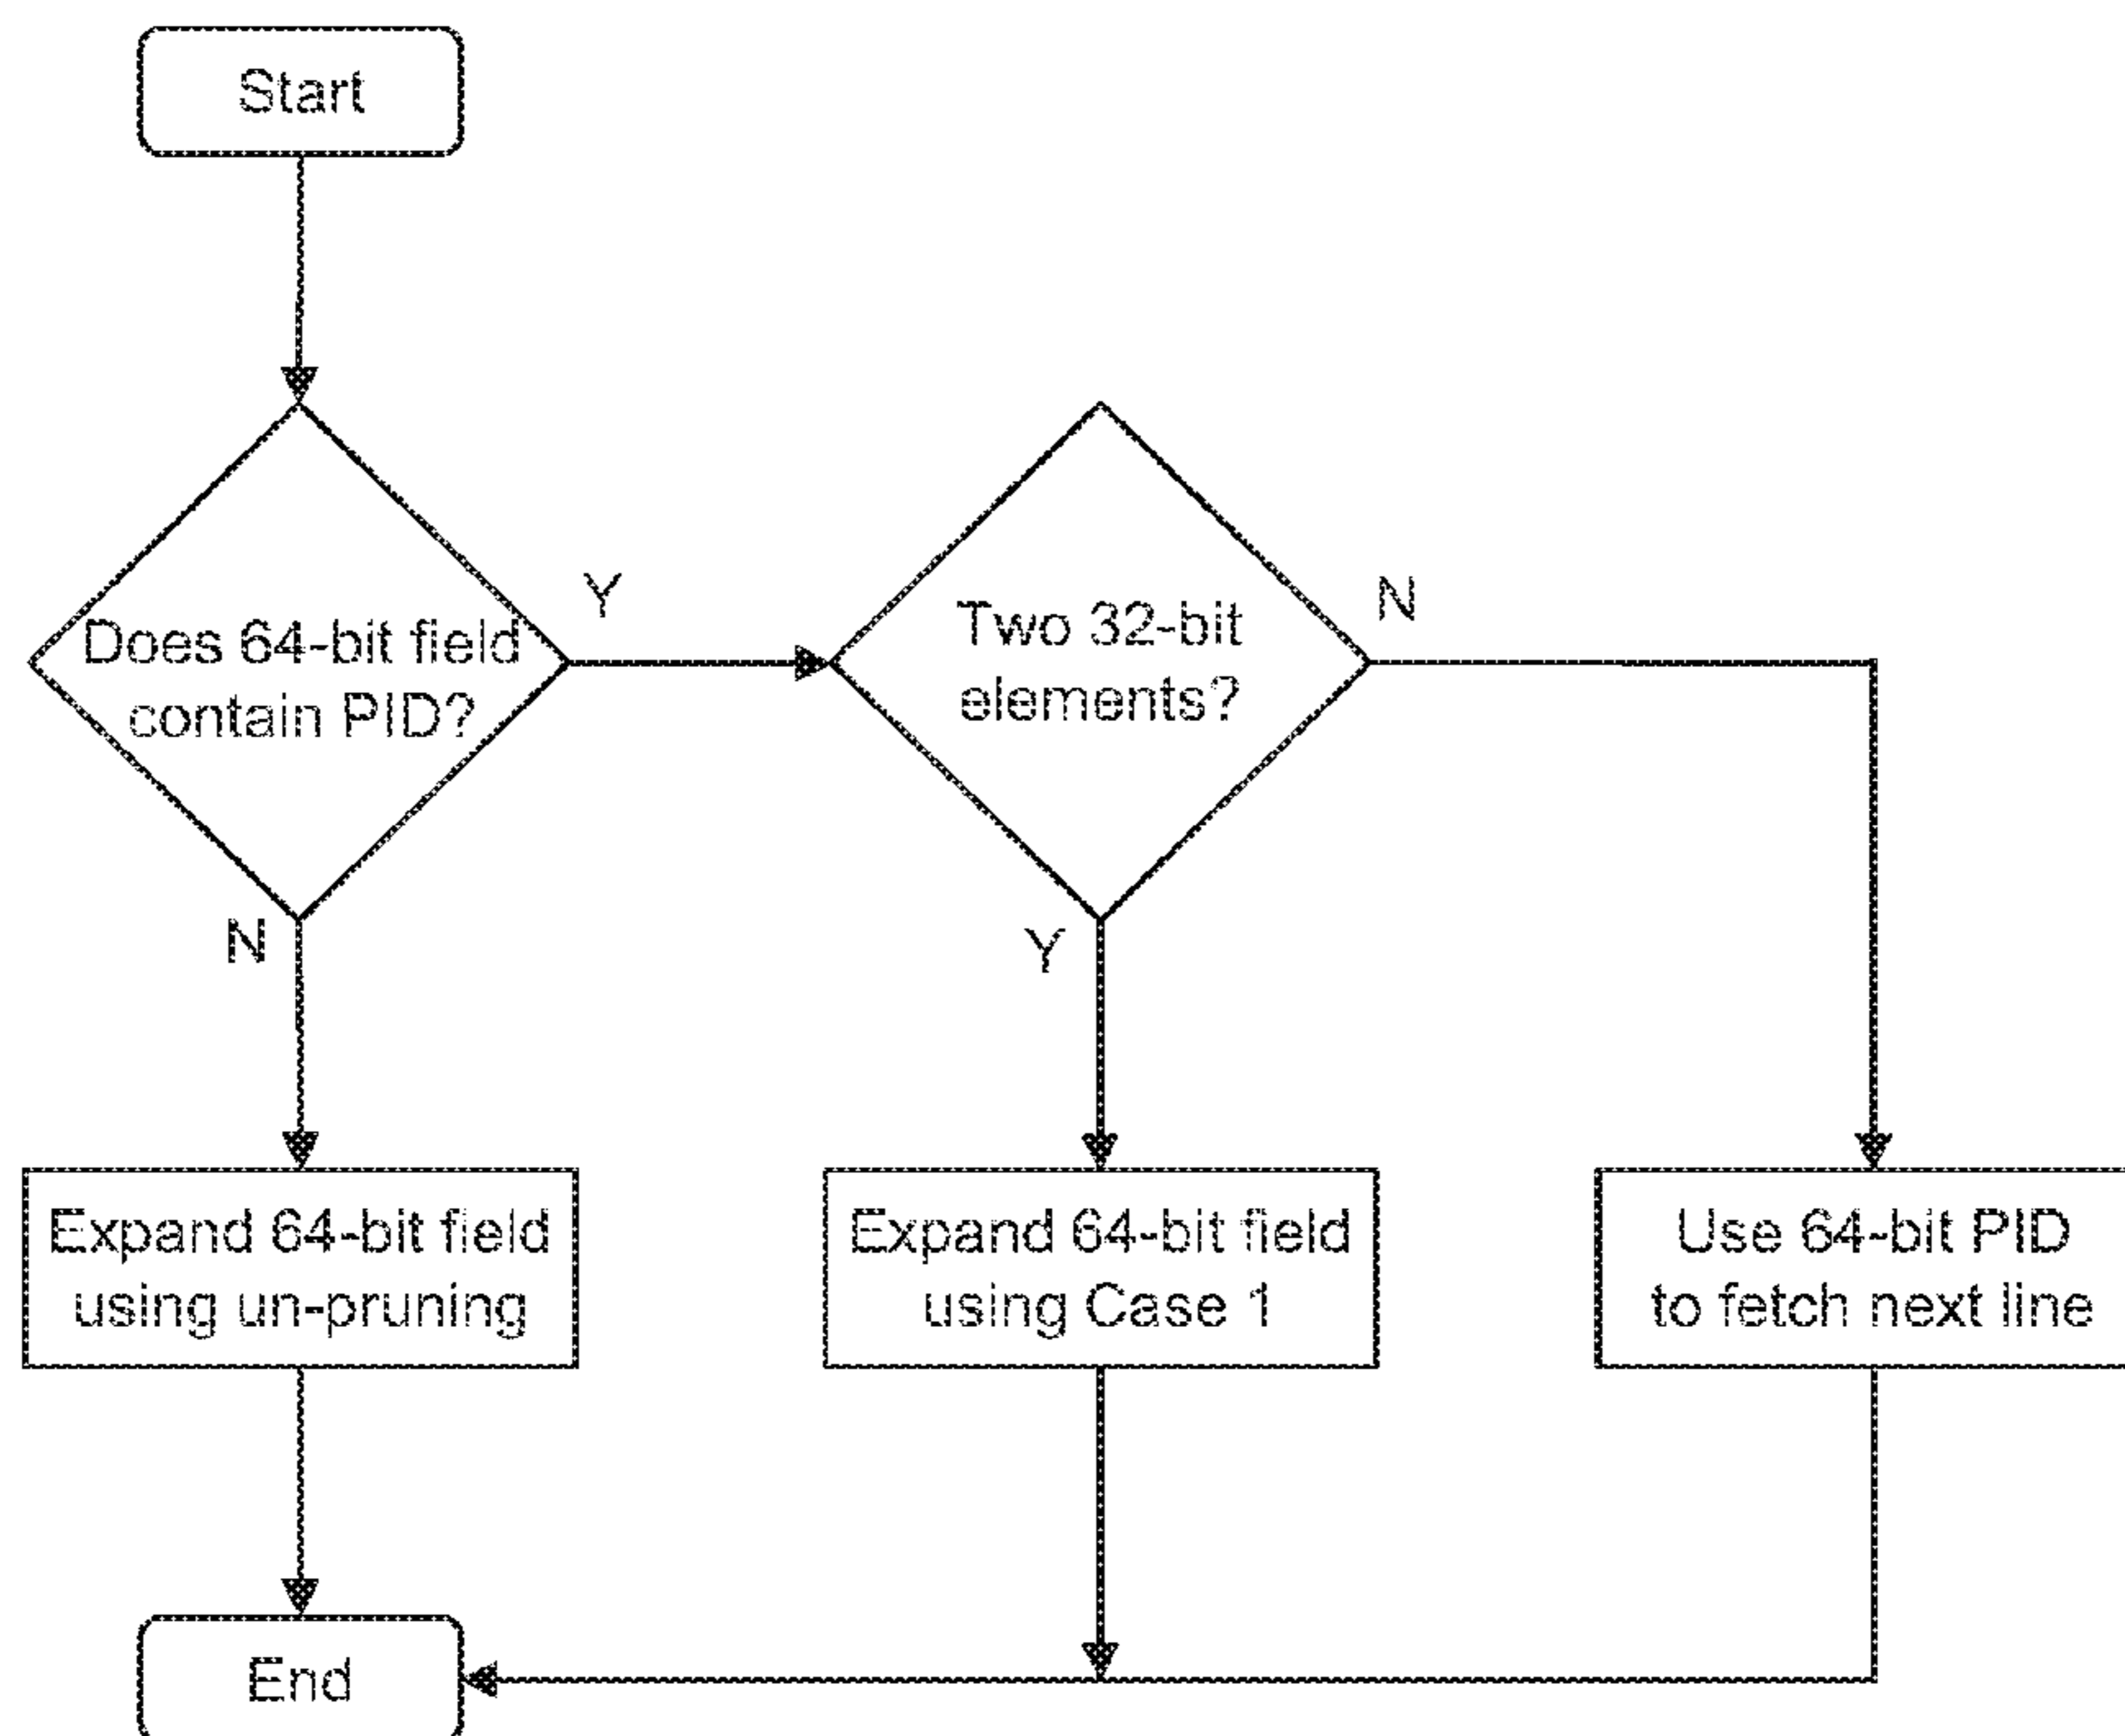 Start
Does 64-bit field
contain PID?
Y
N
Two 32-bit
elements?
N
Y
Expand 64-bit field
using un-pruning
Expand 64-bit field
using Case 1
Use 64-bit PID
to fetch next line
End